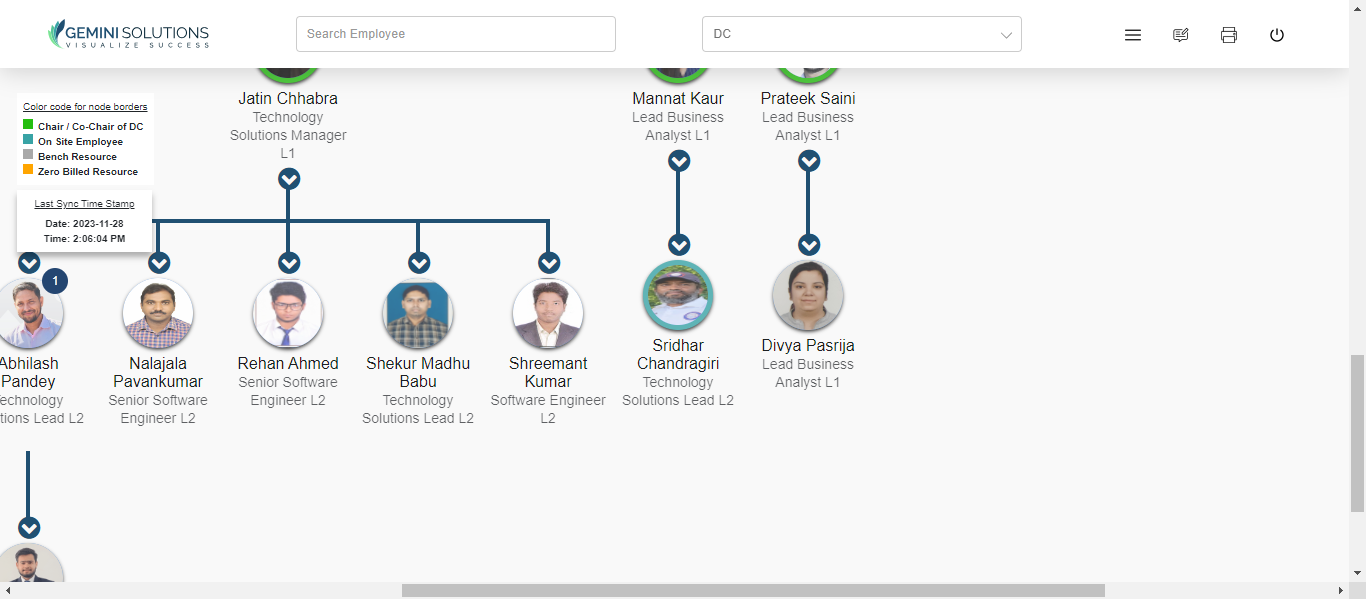 GEMINI SOLUTIONS
VISUALIZE SUCCESS
Search Employee
DC
Color code for node borders
Chair / Co-Chair of DC
On Site Employee
Bench Resource
Zero Billed Resource
Last Sync Time Stamp
Date: 2023-11-28
Time: 2:06:04 PM
Jatin Chhabra
Technology
Solutions Manager
L1
Mannat Kaur
Lead Business
Analyst L1
Prateek Saini
Lead Business
Analyst L1
1
Abhilash
Pandey
echnology
tions Lead L2
Nalajala
Pavankumar
Senior Software
Engineer L2
Rehan Ahmed
Senior Software
Engineer L2
Shekur Madhu
Babu
Technology
Solutions Lead L2
Shreemant
Kumar
Software Engineer
L2
Sridhar
Chandragiri
Technology
Solutions Lead L2
Divya Pasrija
Lead Business
Analyst L1